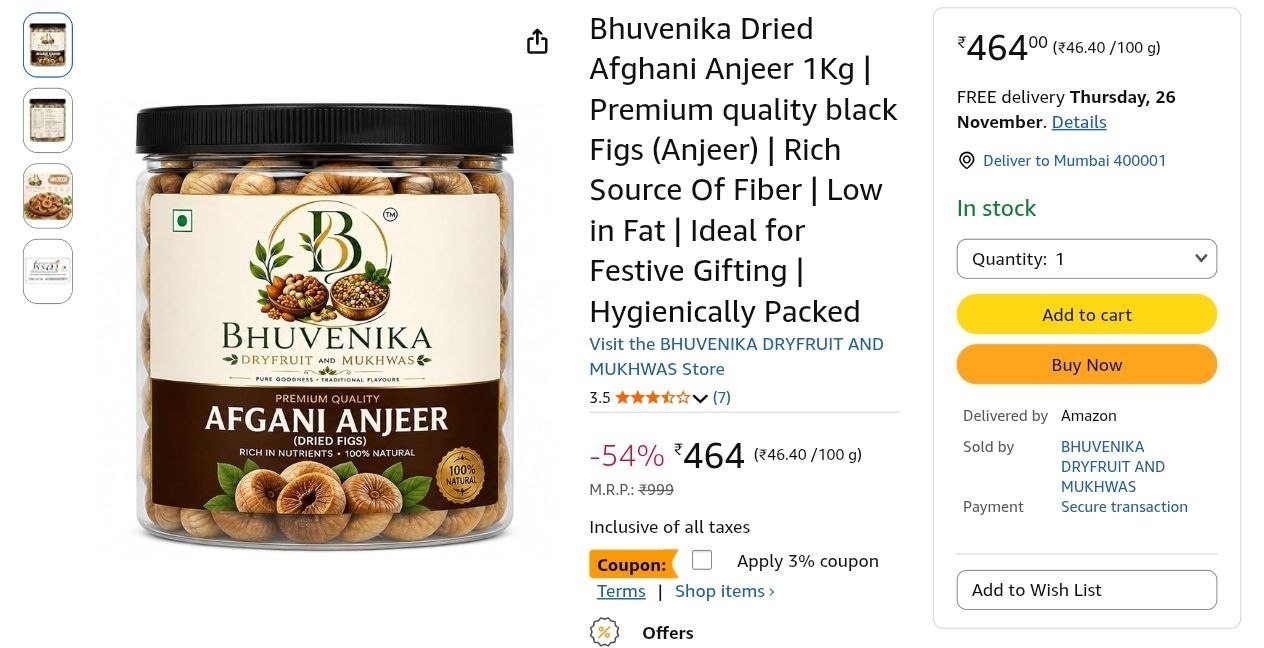 BHUVENIKA
DRYFRUIT AND MUKHWAS
PURE GOODNESS • TRADITIONAL FLAVOURS
PREMIUM QUALITY
AFGANI ANJEER
(DRIED FIGS)
RICH IN NUTRIENTS • 100% NATURAL
100%
NATURAL
TM
Bhuvenika Dried
Afghani Anjeer 1Kg |
Premium quality black
Figs (Anjeer) | Rich
Source Of Fiber | Low
in Fat | Ideal for
Festive Gifting |
Hygienically Packed
Visit the BHUVENIKA DRYFRUIT AND
MUKHWAS Store
3.5 (7)
-54% ₹464 (₹46.40 /100 g)
M.R.P.: ₹999
Inclusive of all taxes
Coupon: Apply 3% coupon
Terms | Shop items ›
% Offers
₹464 00 (₹46.40 /100 g)
FREE delivery Thursday, 26
November. Details
Deliver to Mumbai 400001
In stock
Quantity: 1
Add to cart
Buy Now
Delivered by Amazon
Sold by BHUVENIKA
DRYFRUIT AND
MUKHWAS
Payment Secure transaction
Add to Wish List